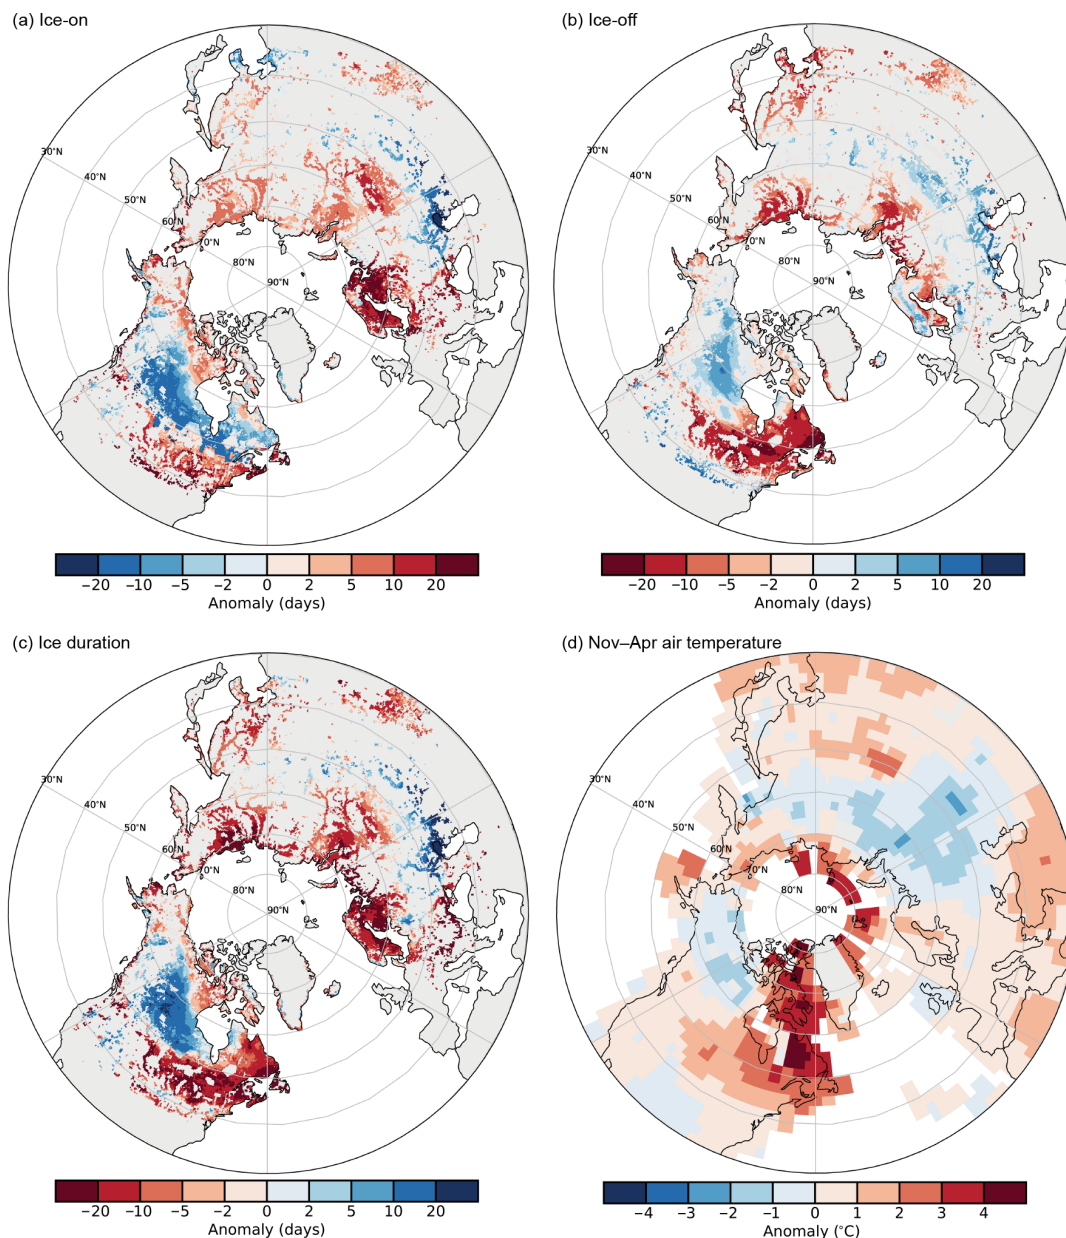 (a) Ice-on
(b) Ice-off
30°N
40°N
50°N
60°N
70°N
80°N
90°N
30°N
40°N
50°N
60°N
70°N
80°N
90°N
−20 −10 −5 −2 0 2 5 10 20
Anomaly (days)
−20 −10 −5 −2 0 2 5 10 20
Anomaly (days)
(c) Ice duration
(d) Nov–Apr air temperature
30°N
40°N
50°N
60°N
70°N
80°N
90°N
30°N
40°N
50°N
60°N
70°N
80°N
90°N
−20 −10 −5 −2 0 2 5 10 20
Anomaly (days)
−4 −3 −2 −1 0 1 2 3 4
Anomaly (°C)